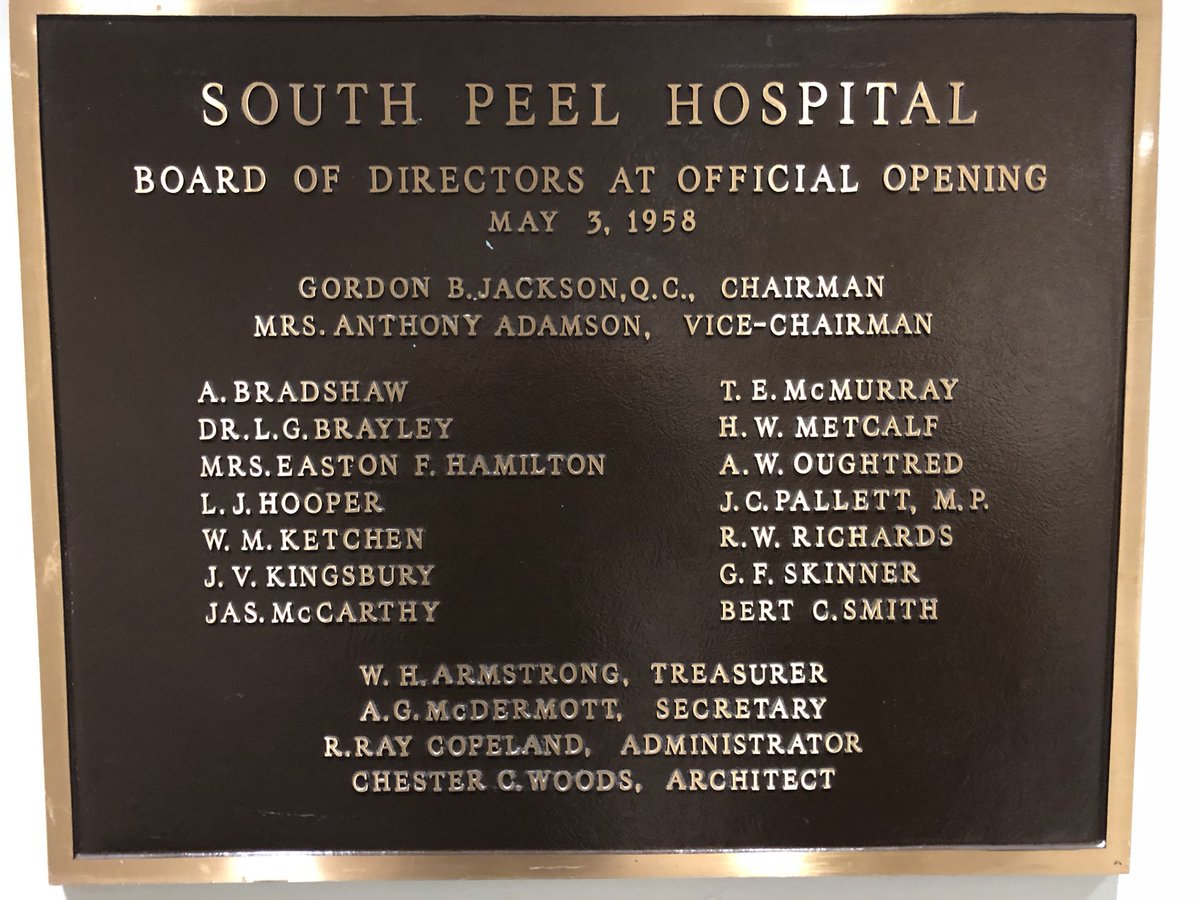 SOUTH PEEL HOSPITAL
BOARD OF DIRECTORS AT OFFICIAL OPENING
MAY 3, 1958
GORDON B. JACKSON, Q.C., CHAIRMAN
MRS. ANTHONY ADAMSON, VICE-CHAIRMAN
A. BRADSHAW
DR. L. G. BRAYLEY
MRS. EASTON F. HAMILTON
L. J. HOOPER
W. M. KETCHEN
J. V. KINGSBURY
JAS. McCARTHY
T. E. McMURRAY
H. W. METCALF
A. W. OUGHTRED
J. C. PALLETT, M. P.
R. W. RICHARDS
G. F. SKINNER
BERT C. SMITH
W. H. ARMSTRONG, TREASURER
A. G. McDERMOTT, SECRETARY
R. RAY COPELAND, ADMINISTRATOR
CHESTER C. WOODS, ARCHITECT